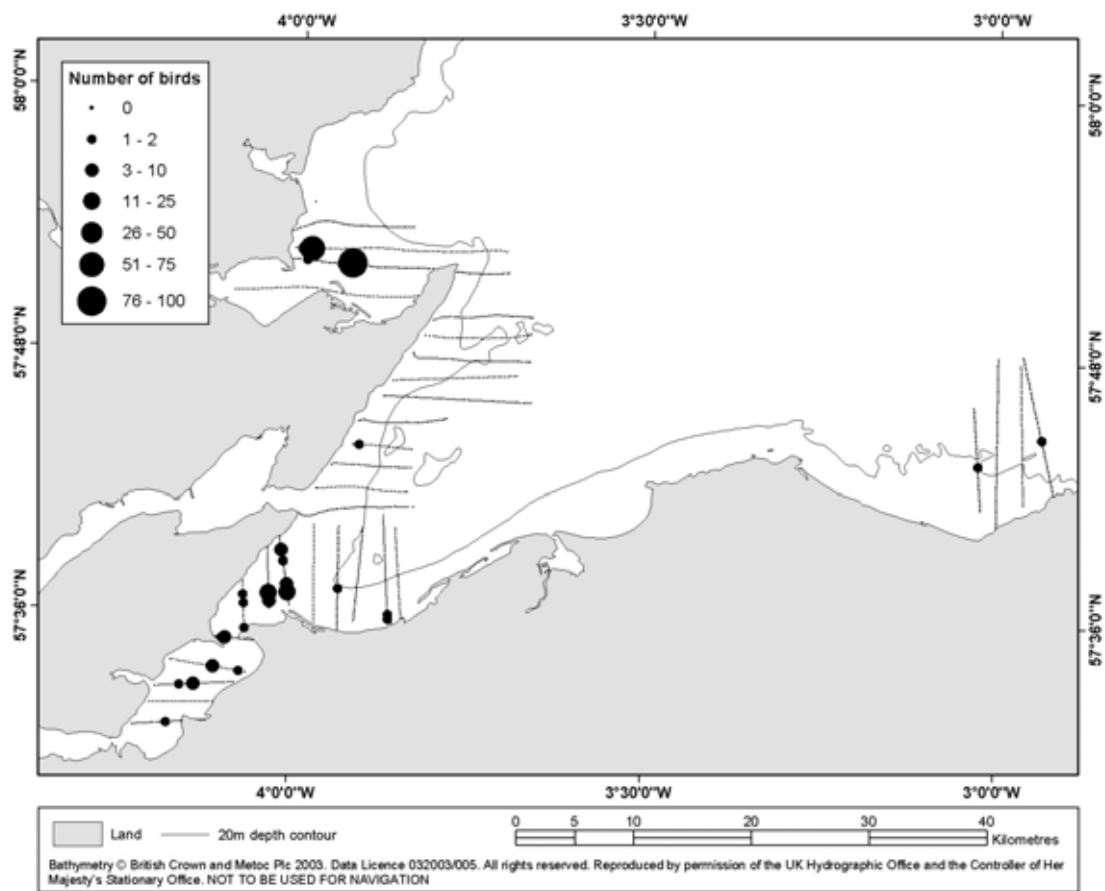 4°0'0"W 3°30'0"W 3°0'0"W
58°0'0"N
57°48'0"N
57°36'0"N
Number of birds
0
1 - 2
3 - 10
11 - 25
26 - 50
51 - 75
76 - 100
58°0'0"N
57°48'0"N
57°36'0"N
4°0'0"W 3°30'0"W 3°0'0"W
Land 20m depth contour
0 5 10 20 30 40
Kilometres
Bathymetry © British Crown and Metoc Plc 2003. Data Licence 032003/005. All rights reserved. Reproduced by permission of the UK Hydrographic Office and the Controller of Her
Majesty's Stationary Office. NOT TO BE USED FOR NAVIGATION